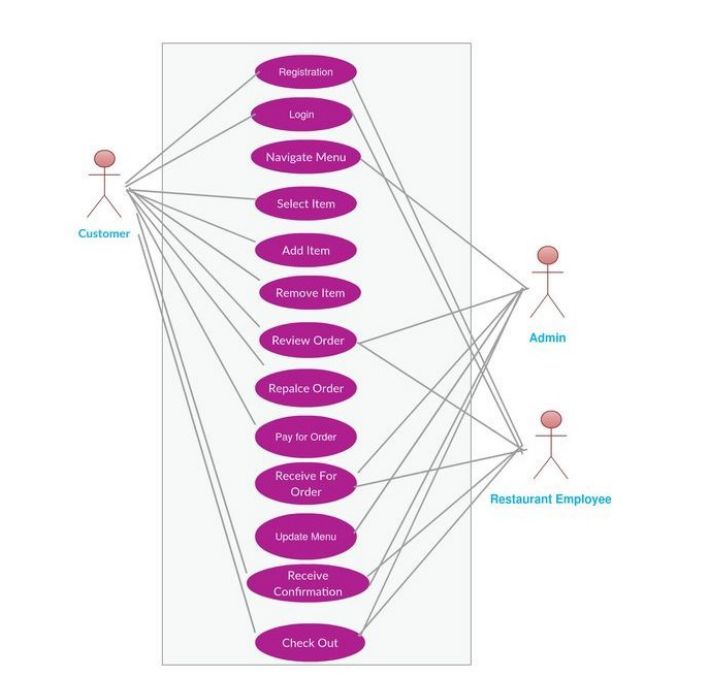 Registration
Login
Navigate Menu
Select Item
Customer
Add Item
Remove Item
Review Order
Admin
Repalce Order
Pay for Order
Receive For
Order
Restaurant Employee
Update Menu
Receive
Confirmation
Check Out